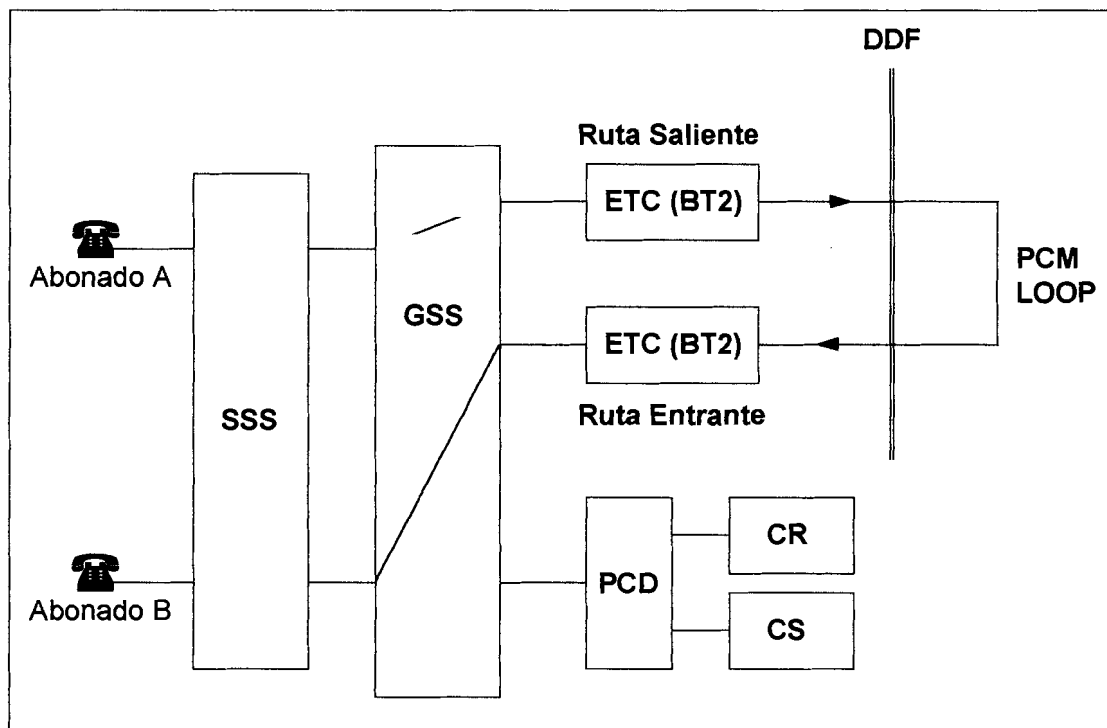 DDF
Ruta Saliente
ETC (BT2)
Abonado A
PCM
LOOP
GSS
ETC (BT2)
SSS
Ruta Entrante
CR
PCD
Abonado B
CS